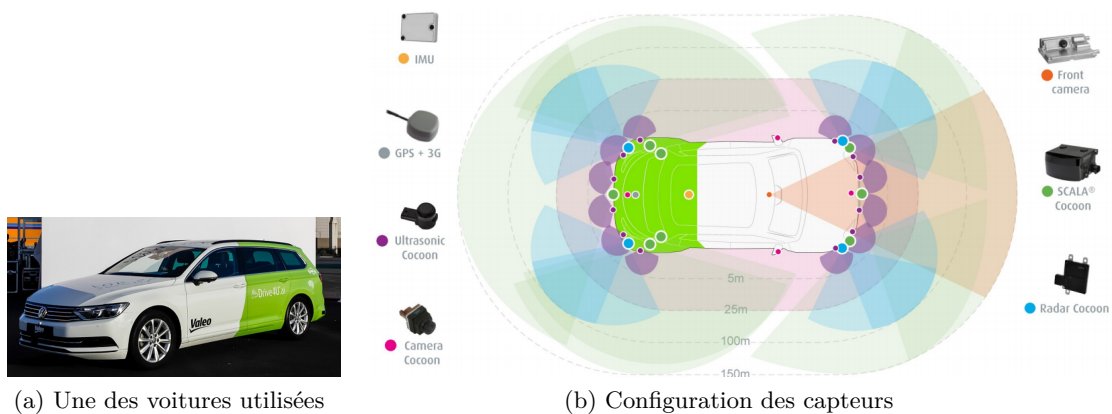 IMU
GPS + 3G
Ultrasonic
Cocoon
Camera
Cocoon
5m
25m
100m
150m
Front
camera
SCALA®
Cocoon
Radar Cocoon
Drive4U
Valeo
(a) Une des voitures utilisées
(b) Configuration des capteurs